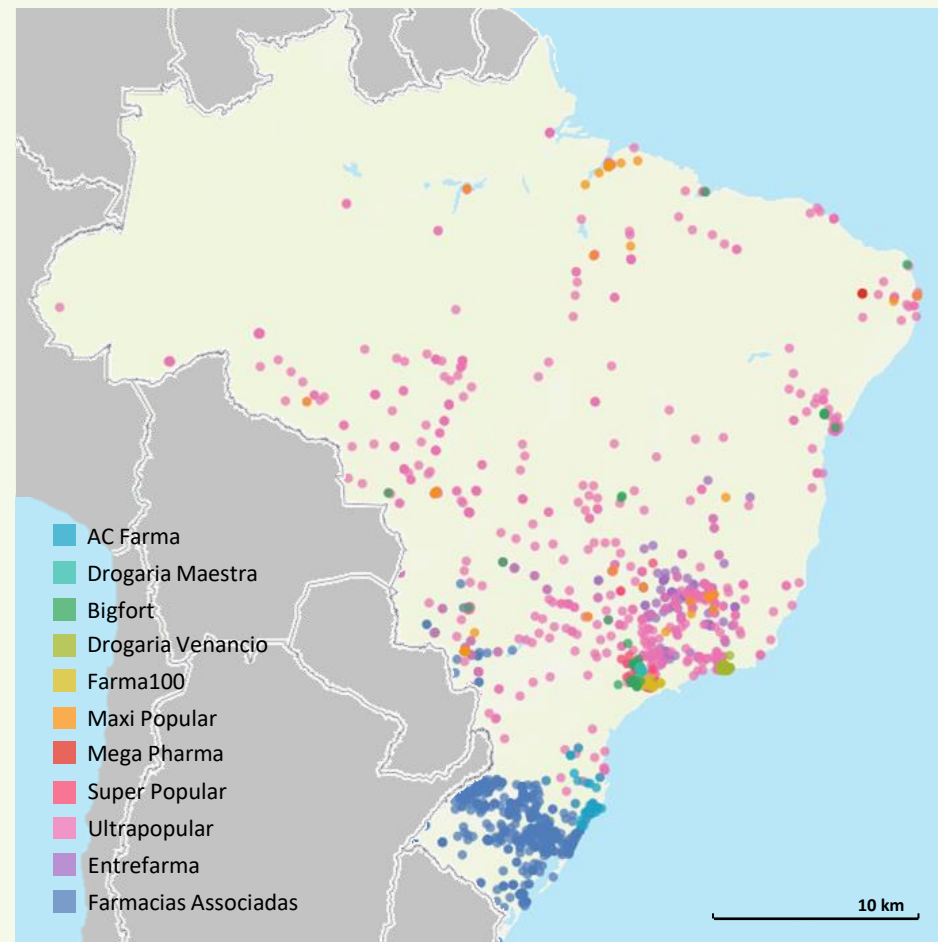 AC Farma
Drogaria Maestra
Bigfort
Drogaria Venancio
Farma100
Maxi Popular
Mega Pharma
Super Popular
Ultrapopular
Entrefarma
Farmacias Associadas
10 km